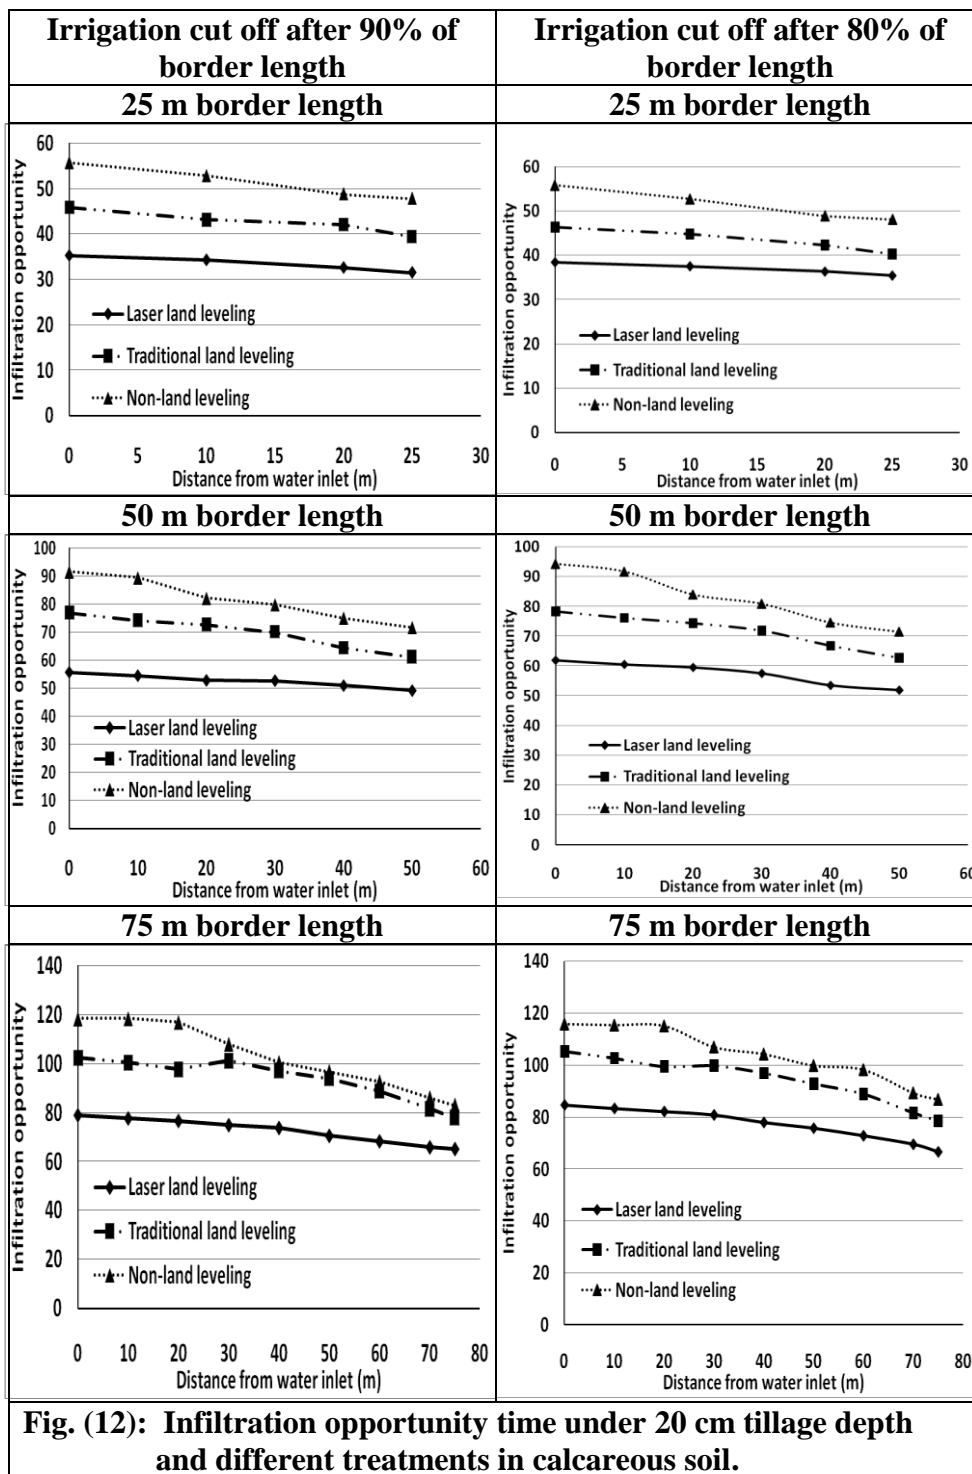 Irrigation cut off after 90% of
border length
Irrigation cut off after 80% of
border length
25 m border length
25 m border length
Infiltration opportunity
60
50
40
30
20
10
0
Laser land leveling
Traditional land leveling
Non-land leveling
0 5 10 15 20 25 30
Distance from water inlet (m)
Infiltration opportunity
60
50
40
30
20
10
0
Laser land leveling
Traditional land leveling
Non-land leveling
0 5 10 15 20 25 30
Distance from water inlet (m)
50 m border length
50 m border length
Infiltration opportunity
100
90
80
70
60
50
40
30
20
10
0
Laser land leveling
Traditional land leveling
Non-land leveling
0 10 20 30 40 50 60
Distance from water inlet (m)
Infiltration opportunity
100
90
80
70
60
50
40
30
20
10
0
Laser land leveling
Traditional land leveling
Non-land leveling
0 10 20 30 40 50 60
Distance from water inlet (m)
75 m border length
75 m border length
Infiltration opportunity
140
120
100
80
60
40
20
0
Laser land leveling
Traditional land leveling
Non-land leveling
0 10 20 30 40 50 60 70 80
Distance from water inlet (m)
Infiltration opportunity
140
120
100
80
60
40
20
0
Laser land leveling
Traditional land leveling
Non-land leveling
0 10 20 30 40 50 60 70 80
Distance from water inlet (m)
Fig. (12): Infiltration opportunity time under 20 cm tillage depth
and different treatments in calcareous soil.